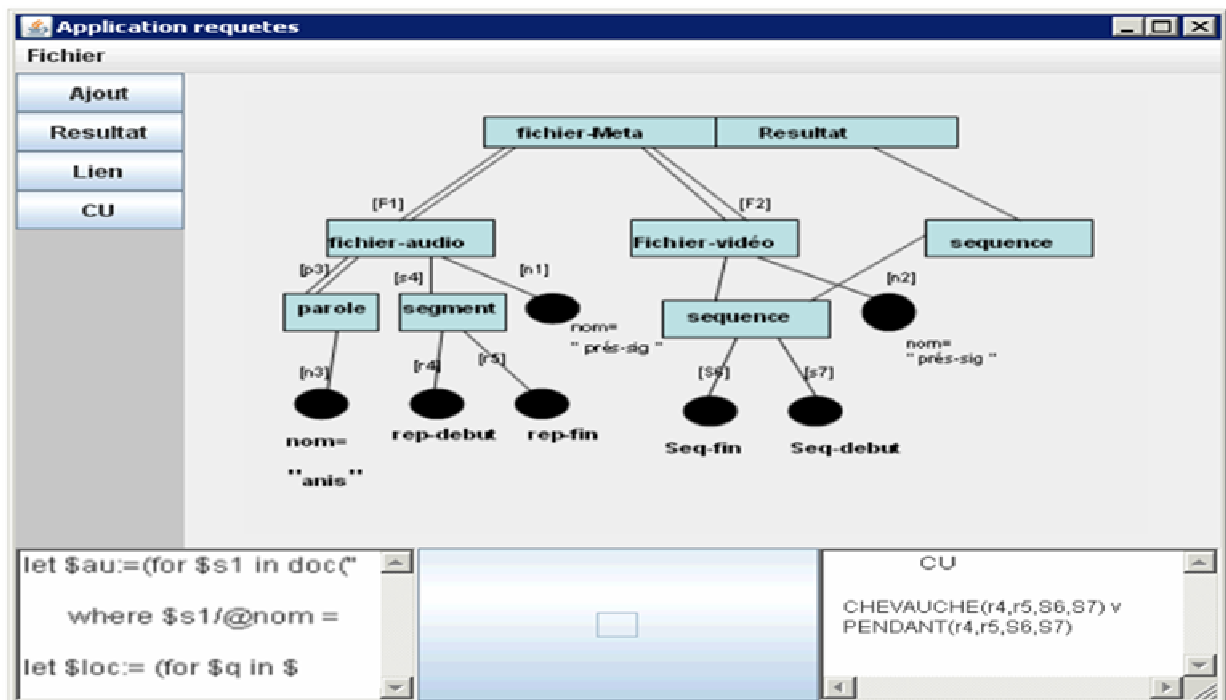 Application requetes
Fichier
Ajout
Resultat
Lien
CU
fichier-Meta
Resultat
[F1]
[F2]
fichier-audio
Fichier-vidéo
sequence
[p3]
[s4]
[n1]
[n2]
parole
segment
sequence
nom=
" prés-sig "
nom=
" prés-sig "
[n3]
[r4]
[r5]
[S6]
[s7]
nom=
"anis"
rep-debut
rep-fin
Seq-fin
Seq-debut
let $au:=(for $s1 in doc("
where $s1/@nom =
let $loc:= (for $q in $
CU
CHEVAUCHE(r4,r5,S6,S7) v
PENDANT(r4,r5,S6,S7)